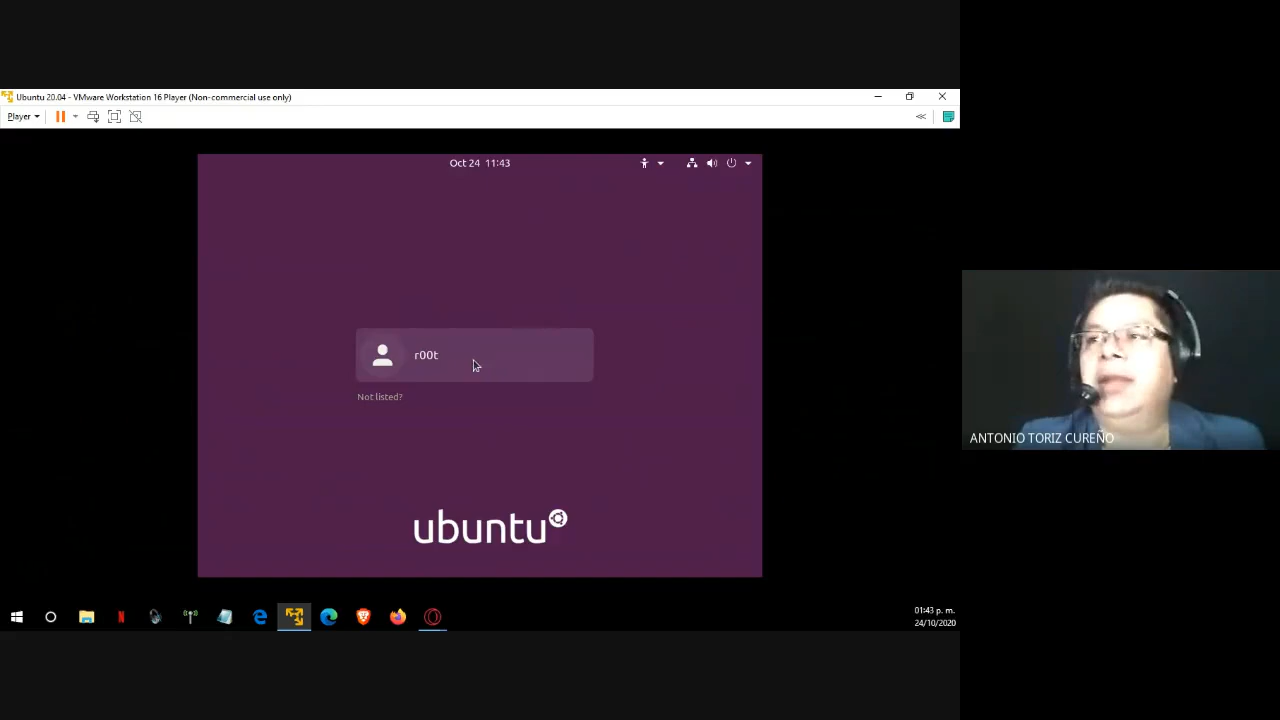 Ubuntu 20.04 - VMware Workstation 16 Player (Non-commercial use only)
Player
Oct 24 11:43
r00t
Not listed?
ubuntu
ANTONIO TORIZ CUREÑO
01:43 p. m.
24/10/2020